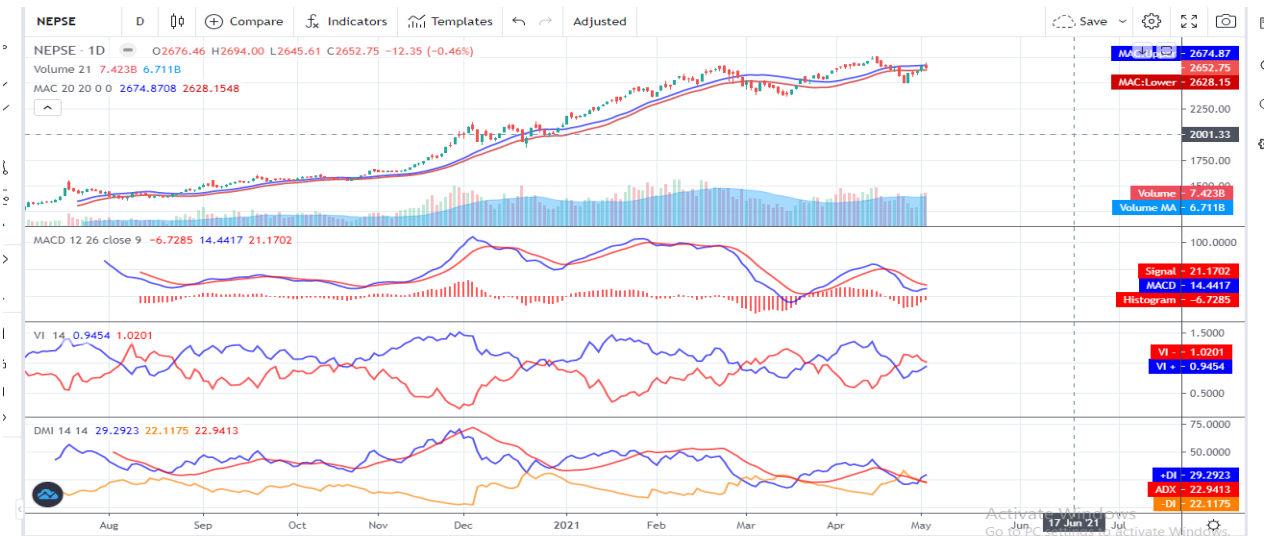 NEPSE D Compare Indicators Templates Adjusted Save
NEPSE · 1D O2676.46 H2694.00 L2645.61 C2652.75 −12.35 (−0.46%)
Volume 21 7.423B 6.711B
MAC 20 20 0 0 2674.8708 2628.1548
2674.87
2652.75
MAC:Lower 2628.15
2250.00
2001.33
1750.00
1500.00
Volume 7.423B
Volume MA 6.711B
MACD 12 26 close 9 −6.7285 14.4417 21.1702
100.0000
Signal 21.1702
MACD 14.4417
Histogram −6.7285
VI 14 0.9454 1.0201
1.5000
VI - 1.0201
VI + 0.9454
0.5000
DMI 14 14 29.2923 22.1175 22.9413
75.0000
50.0000
+DI 29.2923
ADX 22.9413
-DI 22.1175
Aug Sep Oct Nov Dec 2021 Feb Mar Apr May Jun 17 Jun '21 Jul
Activate Windows
Go to PC settings to activate Windows.